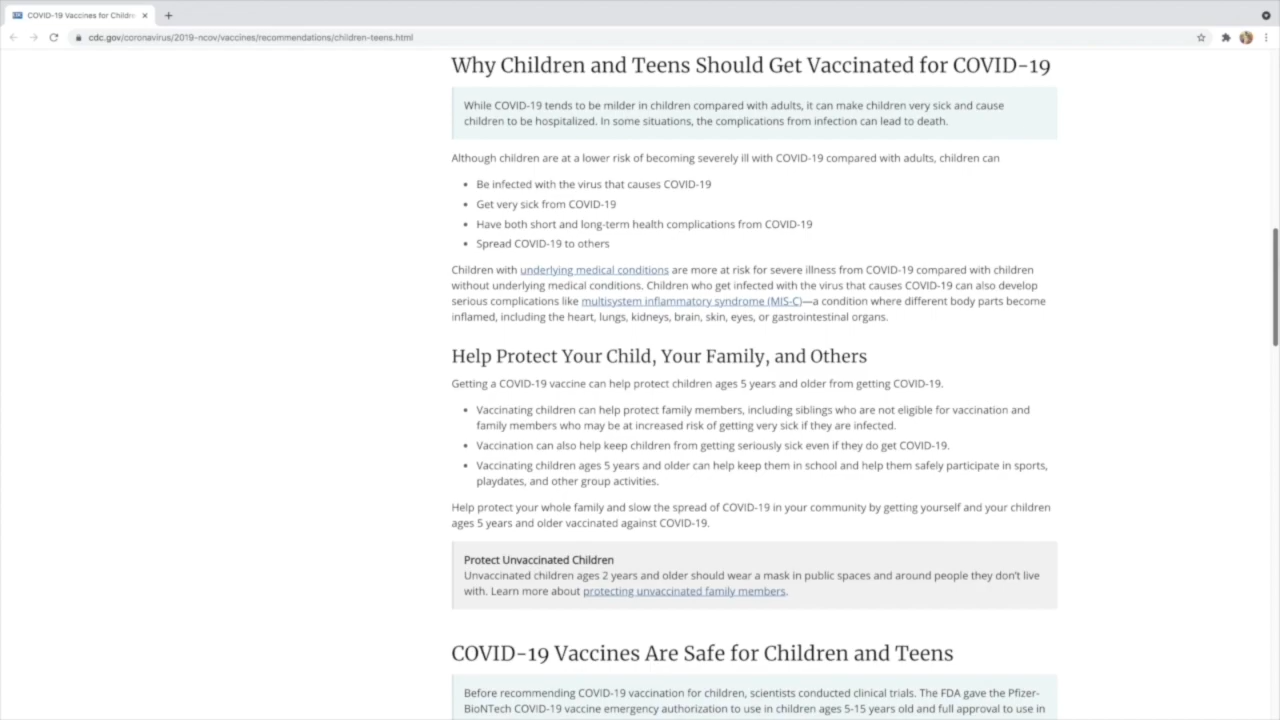 COVID-19 Vaccines for Childre
cdc.gov/coronavirus/2019-ncov/vaccines/recommendations/children-teens.html
Why Children and Teens Should Get Vaccinated for COVID-19
While COVID-19 tends to be milder in children compared with adults, it can make children very sick and cause
children to be hospitalized. In some situations, the complications from infection can lead to death.
Although children are at a lower risk of becoming severely ill with COVID-19 compared with adults, children can
• Be infected with the virus that causes COVID-19
• Get very sick from COVID-19
• Have both short and long-term health complications from COVID-19
• Spread COVID-19 to others
Children with underlying medical conditions are more at risk for severe illness from COVID-19 compared with children
without underlying medical conditions. Children who get infected with the virus that causes COVID-19 can also develop
serious complications like multisystem inflammatory syndrome (MIS-C)—a condition where different body parts become
inflamed, including the heart, lungs, kidneys, brain, skin, eyes, or gastrointestinal organs.
Help Protect Your Child, Your Family, and Others
Getting a COVID-19 vaccine can help protect children ages 5 years and older from getting COVID-19.
• Vaccinating children can help protect family members, including siblings who are not eligible for vaccination and
family members who may be at increased risk of getting very sick if they are infected.
• Vaccination can also help keep children from getting seriously sick even if they do get COVID-19.
• Vaccinating children ages 5 years and older can help keep them in school and help them safely participate in sports,
playdates, and other group activities.
Help protect your whole family and slow the spread of COVID-19 in your community by getting yourself and your children
ages 5 years and older vaccinated against COVID-19.
Protect Unvaccinated Children
Unvaccinated children ages 2 years and older should wear a mask in public spaces and around people they don't live
with. Learn more about protecting unvaccinated family members.
COVID-19 Vaccines Are Safe for Children and Teens
Before recommending COVID-19 vaccination for children, scientists conducted clinical trials. The FDA gave the Pfizer-
BioNTech COVID-19 vaccine emergency authorization to use in children ages 5-15 years old and full approval to use in